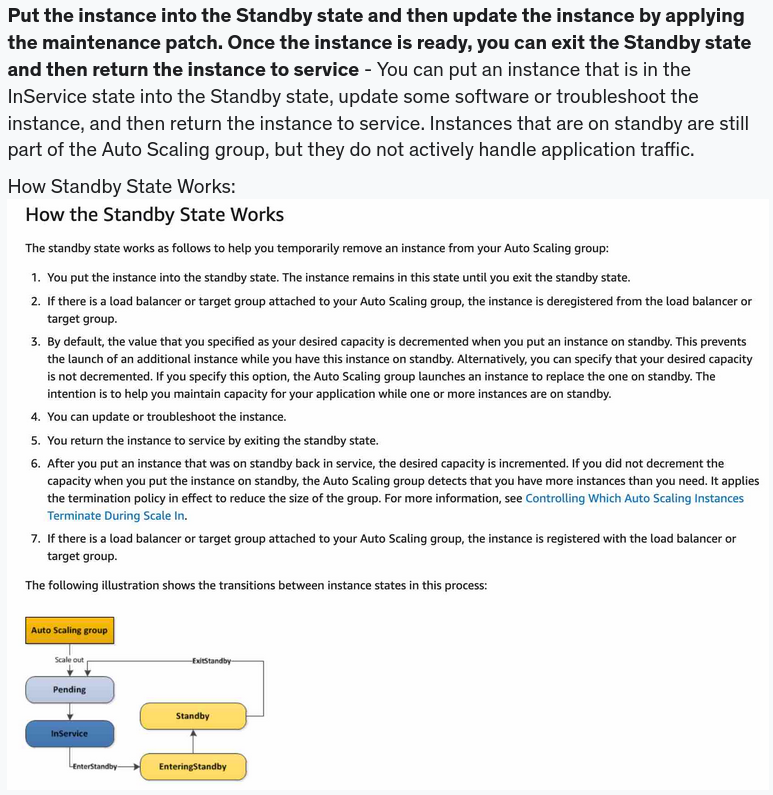 Put the instance into the Standby state and then update the instance by applying
the maintenance patch. Once the instance is ready, you can exit the Standby state
and then return the instance to service - You can put an instance that is in the
InService state into the Standby state, update some software or troubleshoot the
instance, and then return the instance to service. Instances that are on standby are still
part of the Auto Scaling group, but they do not actively handle application traffic.
How Standby State Works:
How the Standby State Works
The standby state works as follows to help you temporarily remove an instance from your Auto Scaling group:
1. You put the instance into the standby state. The instance remains in this state until you exit the standby state.
2. If there is a load balancer or target group attached to your Auto Scaling group, the instance is deregistered from the load balancer or
target group.
3. By default, the value that you specified as your desired capacity is decremented when you put an instance on standby. This prevents
the launch of an additional instance while you have this instance on standby. Alternatively, you can specify that your desired capacity
is not decremented. If you specify this option, the Auto Scaling group launches an instance to replace the one on standby. The
intention is to help you maintain capacity for your application while one or more instances are on standby.
4. You can update or troubleshoot the instance.
5. You return the instance to service by exiting the standby state.
6. After you put an instance that was on standby back in service, the desired capacity is incremented. If you did not decrement the
capacity when you put the instance on standby, the Auto Scaling group detects that you have more instances than you need. It applies
the termination policy in effect to reduce the size of the group. For more information, see Controlling Which Auto Scaling Instances
Terminate During Scale In.
7. If there is a load balancer or target group attached to your Auto Scaling group, the instance is registered with the load balancer or
target group.
The following illustration shows the transitions between instance states in this process:
Auto Scaling group
Scale out
ExitStandby
Pending
Standby
InService
EnterStandby
EnteringStandby